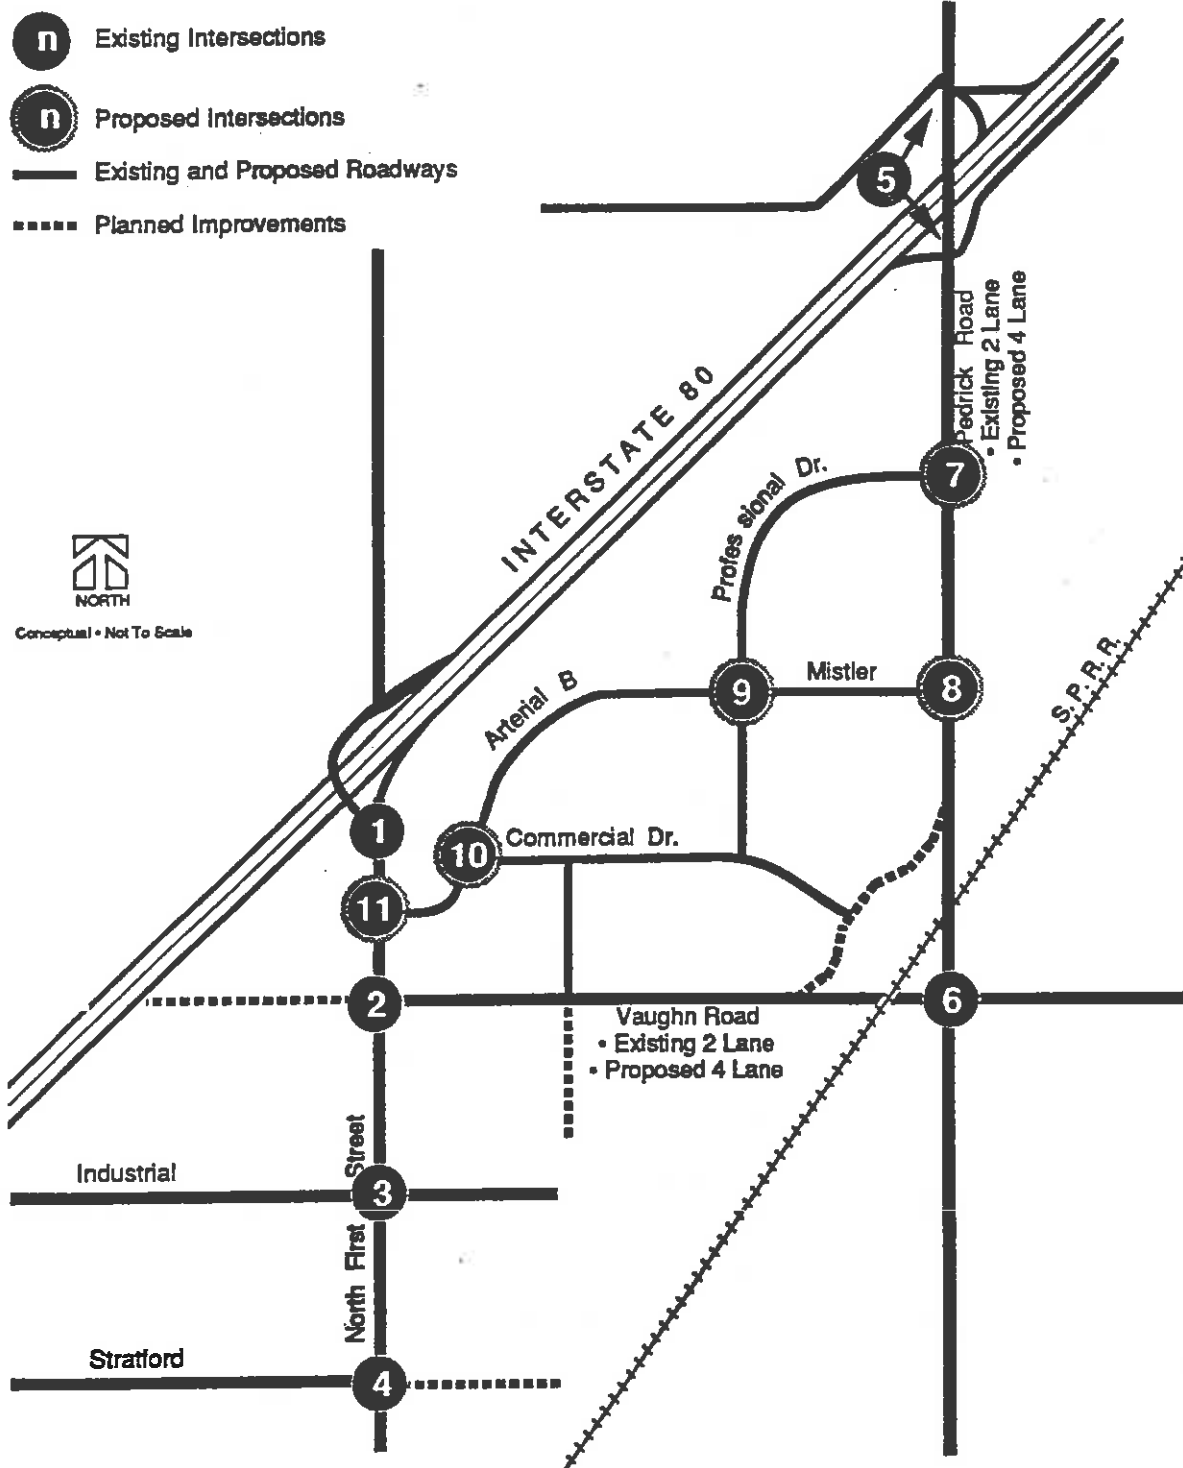 n Existing Intersections
n Proposed Intersections
Existing and Proposed Roadways
Planned Improvements
5
INTERSTATE 80
Pedrick Road
• Existing 2 Lane
• Proposed 4 Lane
7
Profes sional Dr.
NORTH
Conceptual • Not To Scale
Arterial B
9
Mistler
8
S. P. R. R.
1
10
Commercial Dr.
11
2
6
Vaughn Road
• Existing 2 Lane
• Proposed 4 Lane
Industrial
3
North First Street
Stratford
4